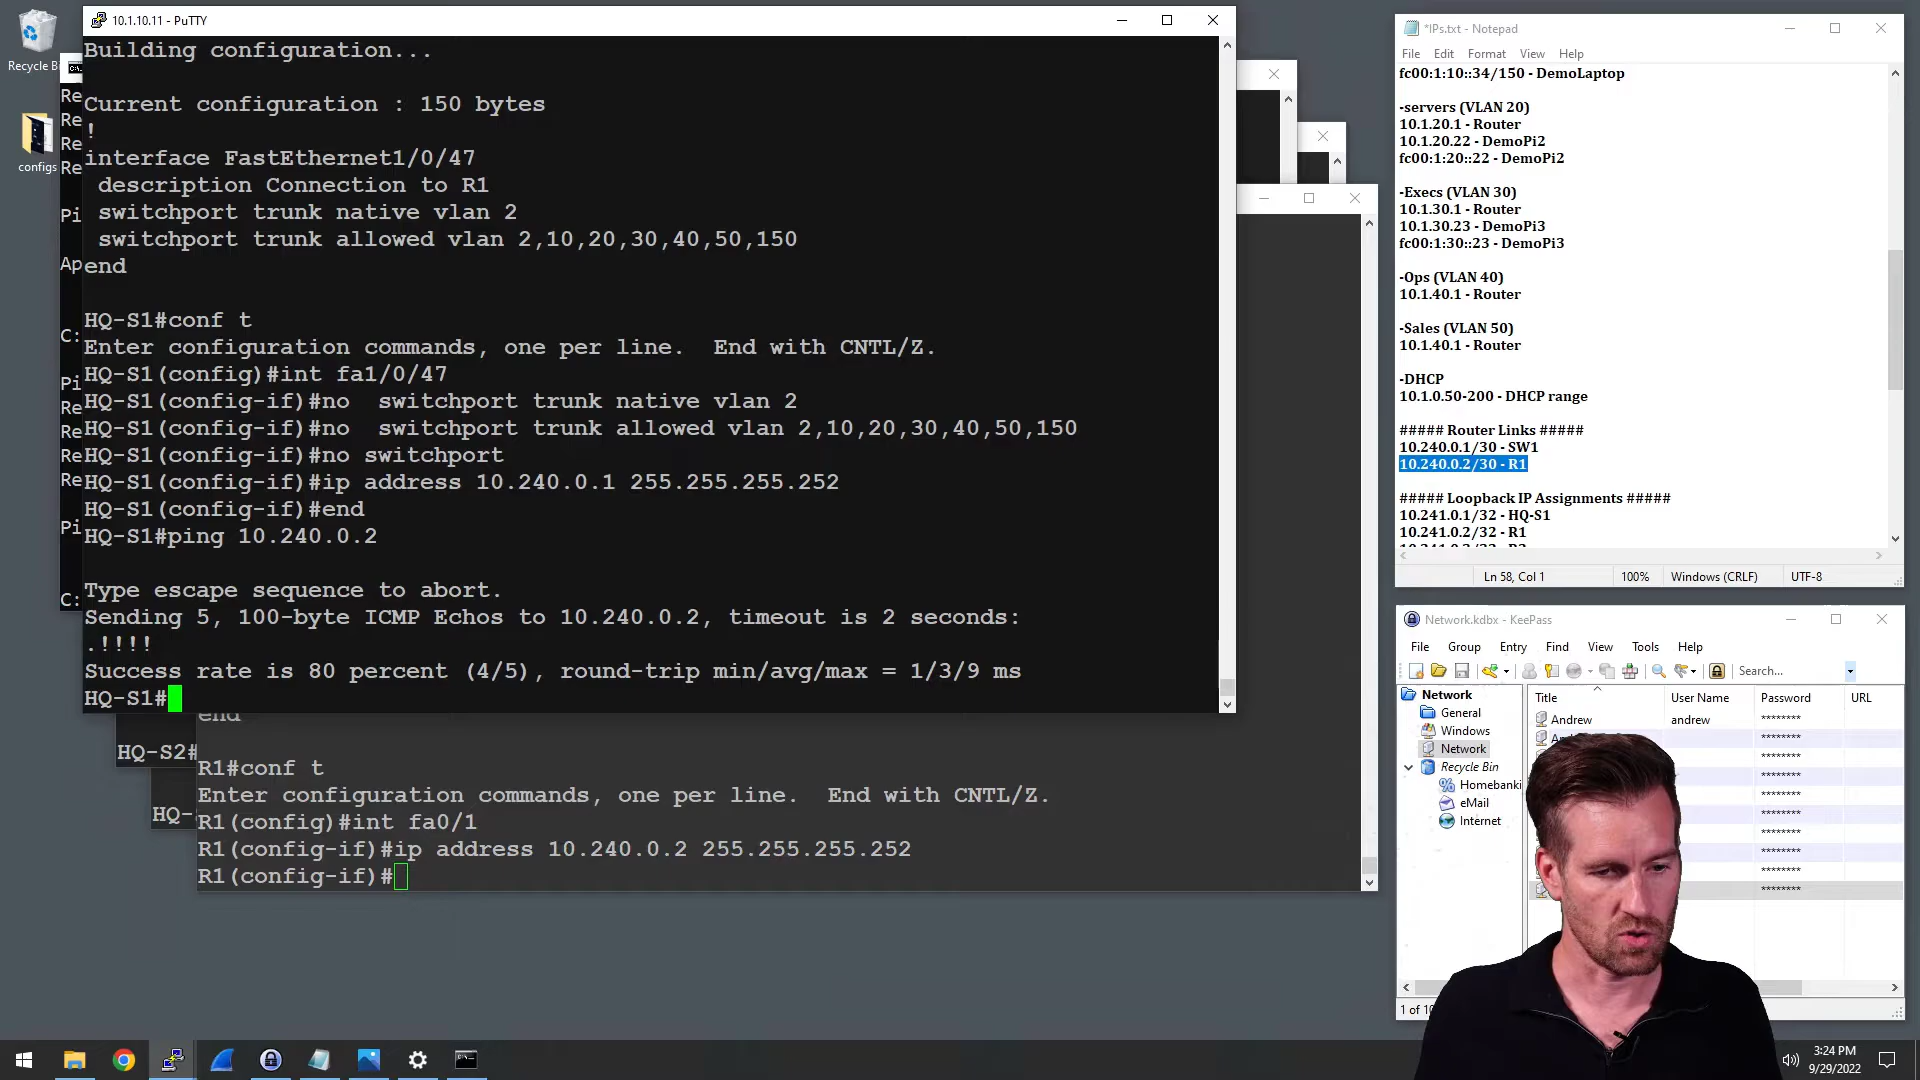 10.1.10.11 - PuTTY
Building configuration...
Current configuration : 150 bytes
!
interface FastEthernet1/0/47
description Connection to R1
switchport trunk native vlan 2
switchport trunk allowed vlan 2,10,20,30,40,50,150
end
HQ-S1#conf t
Enter configuration commands, one per line.  End with CNTL/Z.
HQ-S1(config)#int fa1/0/47
HQ-S1(config-if)#no  switchport trunk native vlan 2
HQ-S1(config-if)#no  switchport trunk allowed vlan 2,10,20,30,40,50,150
HQ-S1(config-if)#no switchport
HQ-S1(config-if)#ip address 10.240.0.1 255.255.255.252
HQ-S1(config-if)#end
HQ-S1#ping 10.240.0.2
Type escape sequence to abort.
Sending 5, 100-byte ICMP Echos to 10.240.0.2, timeout is 2 seconds:
.!!!!
Success rate is 80 percent (4/5), round-trip min/avg/max = 1/3/9 ms
HQ-S1#
end
HQ-S2#
HQ-
R1#conf t
Enter configuration commands, one per line.  End with CNTL/Z.
R1(config)#int fa0/1
R1(config-if)#ip address 10.240.0.2 255.255.255.252
R1(config-if)#
Recycle Bi
configs
Re
Re
Re
Re
Pi
Ap
C:
Pi
Re
Re
Re
Re
Pi
C:
*IPs.txt - Notepad
File Edit Format View Help
fc00:1:10::34/150 - DemoLaptop
-servers (VLAN 20)
10.1.20.1 - Router
10.1.20.22 - DemoPi2
fc00:1:20::22 - DemoPi2
-Execs (VLAN 30)
10.1.30.1 - Router
10.1.30.23 - DemoPi3
fc00:1:30::23 - DemoPi3
-Ops (VLAN 40)
10.1.40.1 - Router
-Sales (VLAN 50)
10.1.40.1 - Router
-DHCP
10.1.0.50-200 - DHCP range
##### Router Links #####
10.240.0.1/30 - SW1
10.240.0.2/30 - R1
##### Loopback IP Assignments #####
10.241.0.1/32 - HQ-S1
10.241.0.2/32 - R1
Ln 58, Col 1 100% Windows (CRLF) UTF-8
Network.kdbx - KeePass
File Group Entry View Tools Help
Search...
Network
General
Windows
Network
Recycle Bin
Homebanki
eMail
Internet
Title User Name Password URL
Andrew andrew ********
********
********
********
********
********
********
********
********
********
1 of 10
3:24 PM
9/29/2022